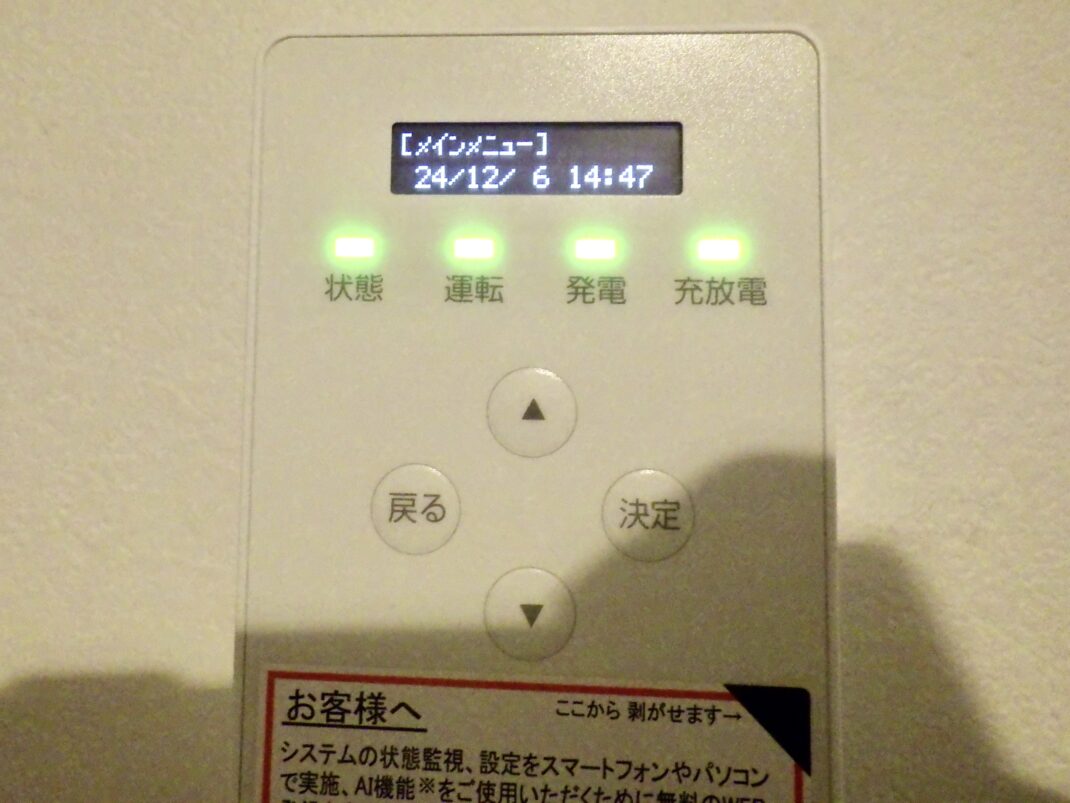 [メインメニュー]
24/12/ 6 14:47
状態 運転 発電 充放電
▲
戻る 決定
▼
お客様へ ここから 剥がせます→
システムの状態監視、設定をスマートフォンやパソコン
で実施、AI機能※をご使用いただくために無料のWEB